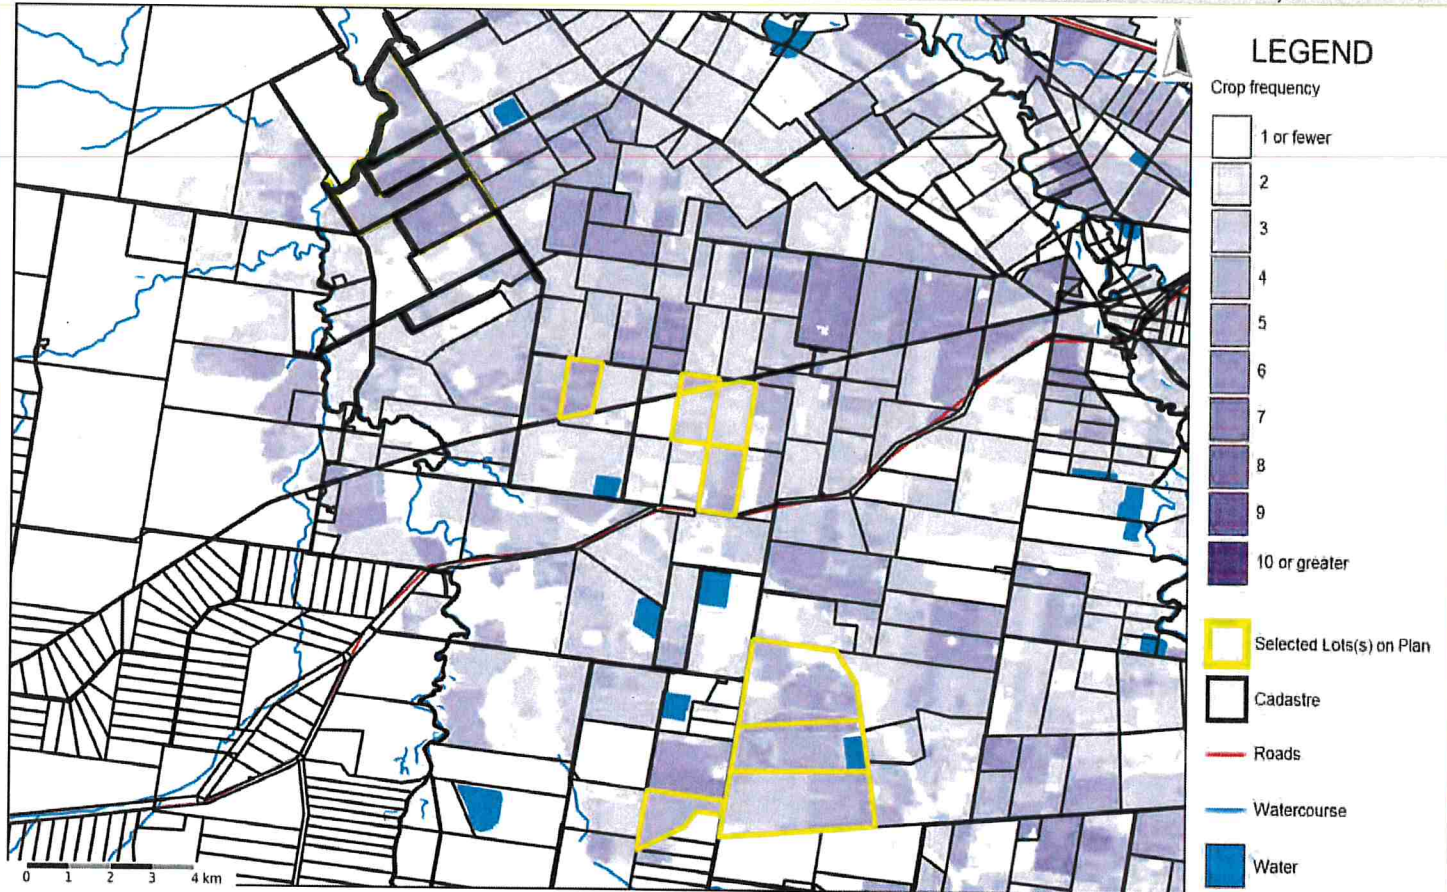 N
LEGEND
Crop frequency
1 or fewer
2
3
4
5
6
7
8
9
10 or greater
Selected Lots(s) on Plan
Cadastre
Roads
Watercourse
Water
0 1 2 3 4 km